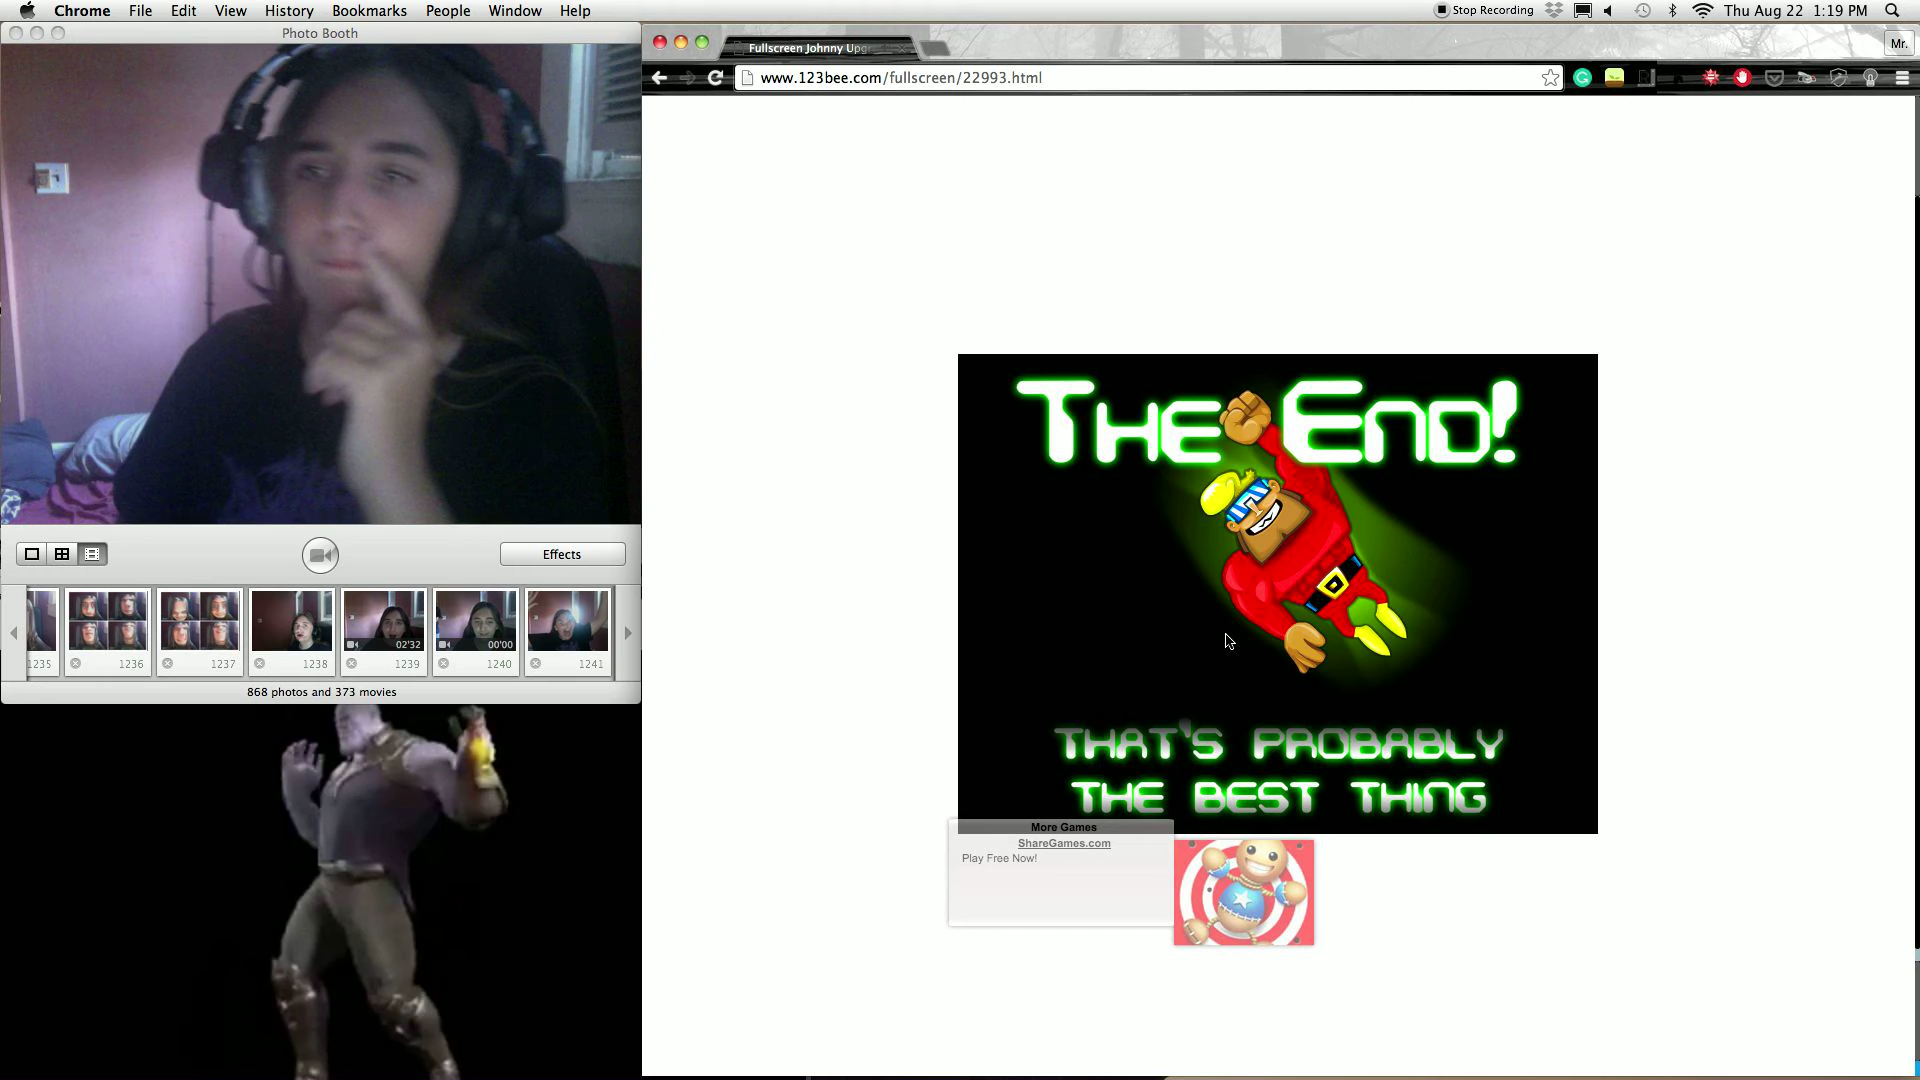 Chrome File Edit View History Bookmarks People Window Help
Stop Recording Thu Aug 22 1:19 PM
Photo Booth
Fullscreen Johnny Upgr
Mr.
www.123bee.com/fullscreen/22993.html
Effects
1235 1236 1237 1238 02'32 1239 00'00 1240 1241
868 photos and 373 movies
The End!
THAT'S PROBABLY
THE BEST THING
More Games
ShareGames.com
Play Free Now!